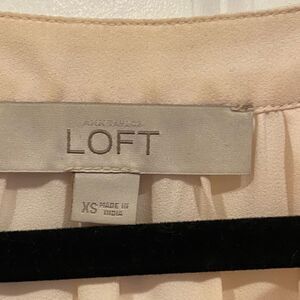 ANN TAYLOR
LOFT
XS MADE IN
INDIA